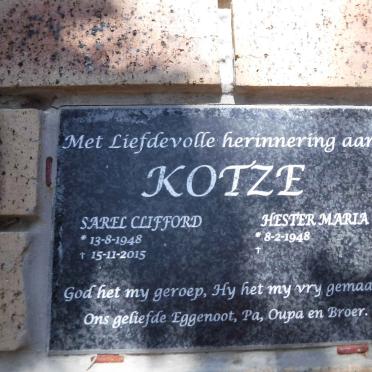 Met Liefdevolle herinnering aan
KOTZE
SAREL CLIFFORD HESTER MARIA
* 13-8-1948 * 8-2-1948
† 15-11-2015 †
God het my geroep, Hy het my vry gemaa
Ons geliefde Eggenoot, Pa, Oupa en Broer.